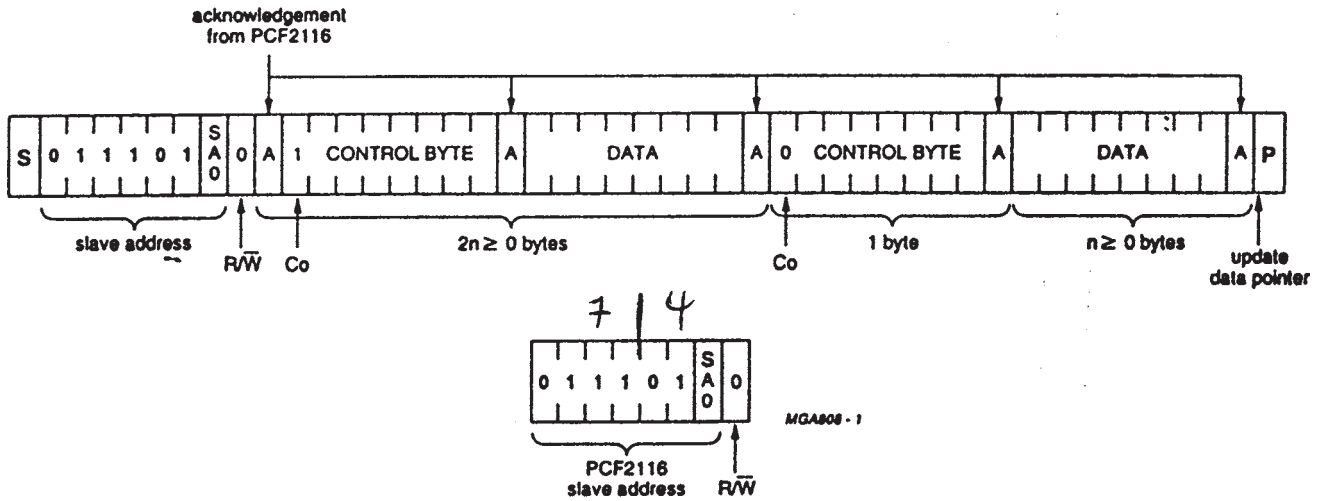 acknowledgement
from PCF2116
S 0 1 1 1 0 1 SA0 0 A 1 CONTROL BYTE A DATA A 0 CONTROL BYTE A DATA A P
slave address
R/W̅
Co
2n ≥ 0 bytes
Co
1 byte
n ≥ 0 bytes
update
data pointer
7 | 4
0 1 1 1 0 1 SA0 0
MGA808 - 1
PCF2116
slave address
R/W̅